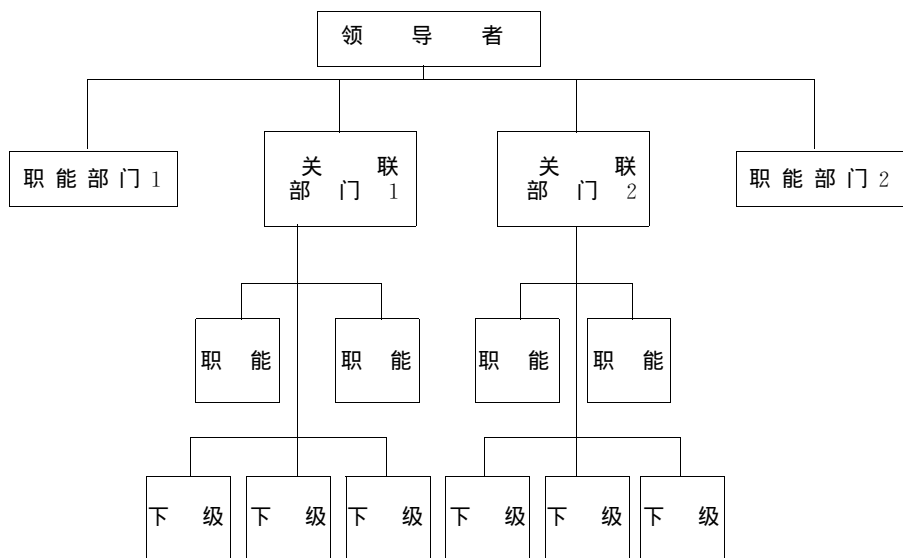 领 导 者
职能部门1
关 联
部 门 1
关 联
部 门 2
职能部门2
职 能
职 能
职 能
职 能
下 级
下 级
下 级
下 级
下 级
下 级